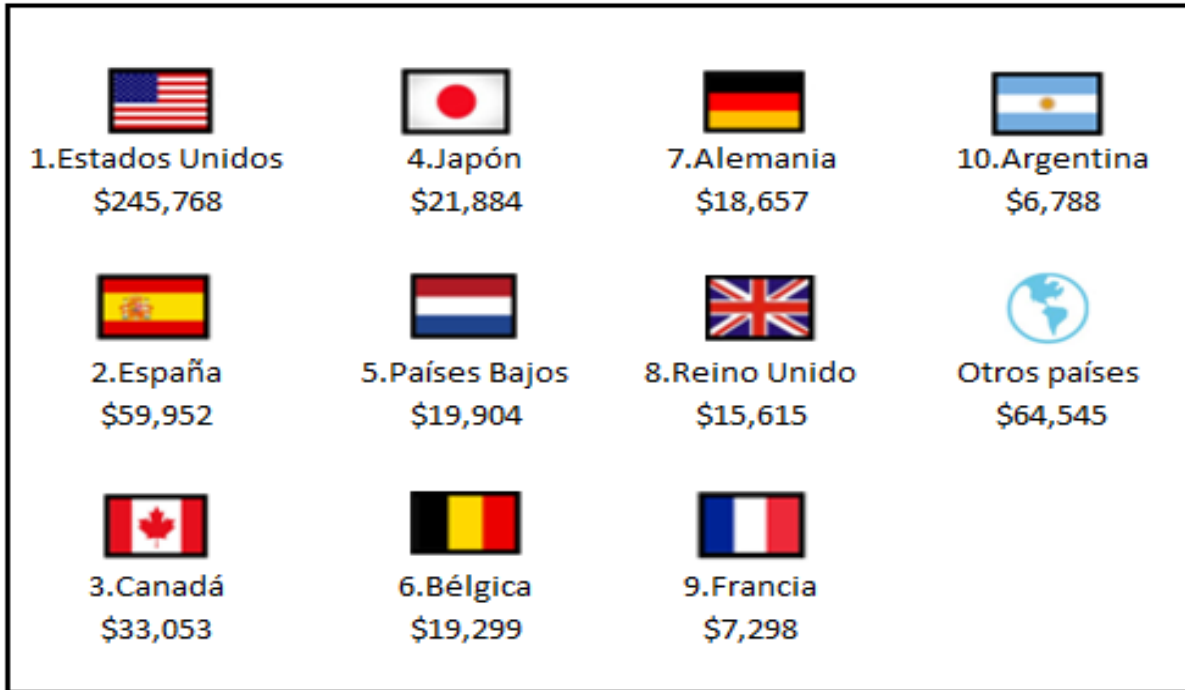 1.Estados Unidos
$245,768
2.España
$59,952
3.Canadá
$33,053
4.Japón
$21,884
5.Países Bajos
$19,904
6.Bélgica
$19,299
7.Alemania
$18,657
8.Reino Unido
$15,615
9.Francia
$7,298
10.Argentina
$6,788
Otros países
$64,545